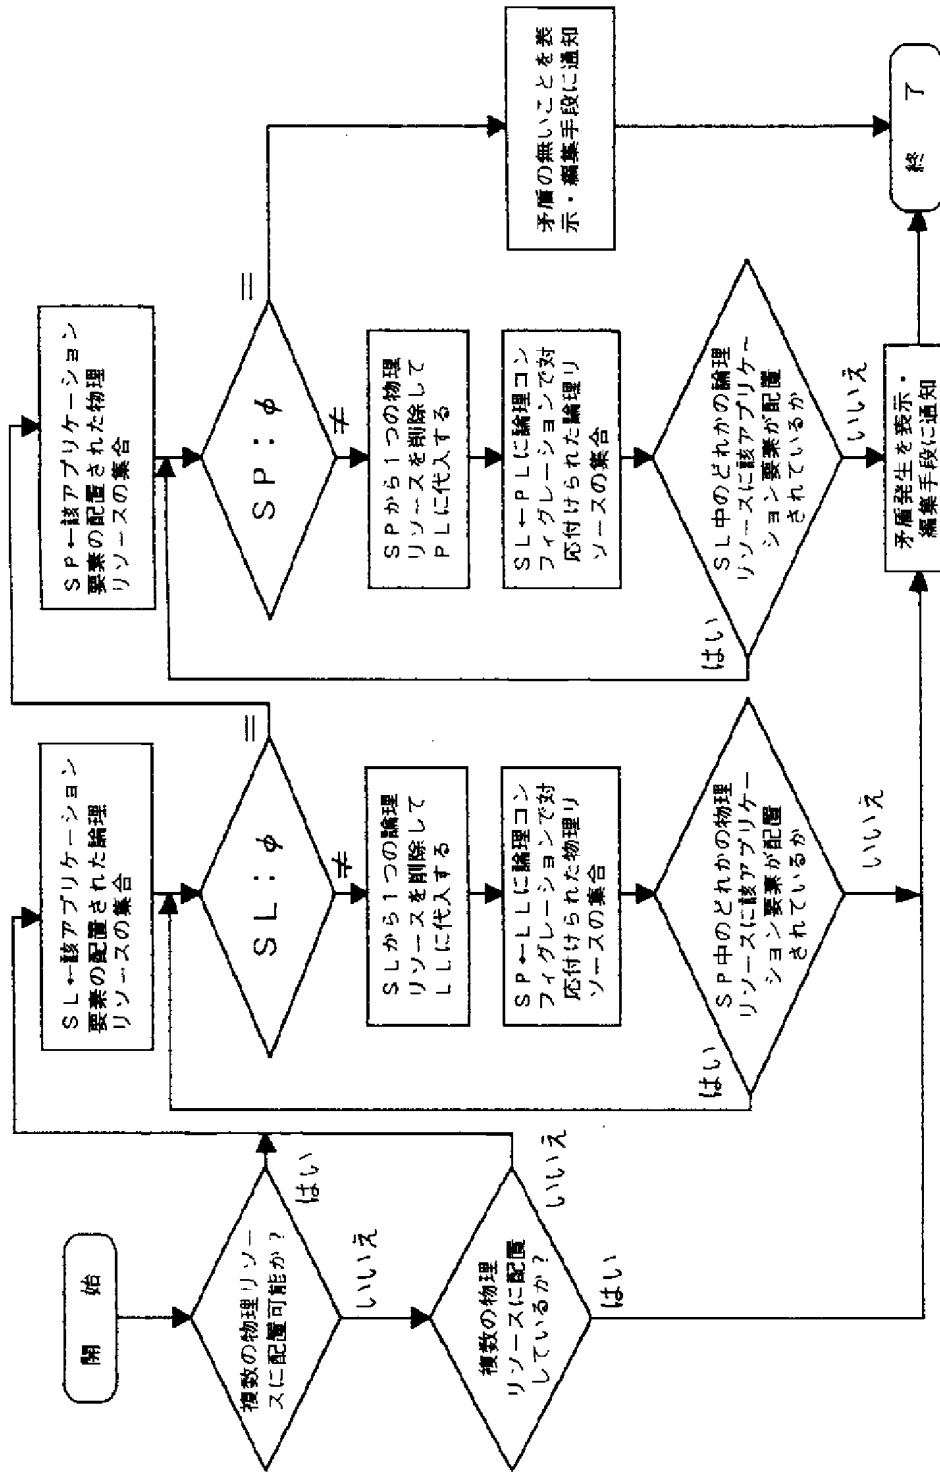 開　始
複数の物理リソー
スに配置可能か？
はい
いいえ
複数の物理
リソースに配置
しているか？
いいえ
はい
ＳＬ←該アプリケーション
要素の配置された論理
リソースの集合
ＳＬ：φ
＝
≠
ＳＬから１つの論理
リソースを削除して
ＬＬに代入する
ＳＰ←ＬＬに論理コン
フィグレーションで対
応付けられた物理リ
ソースの集合
ＳＰ中のどれかの物理
リソースに該アプリケー
ション要素が配置
されているか
はい
いいえ
ＳＰ←該アプリケーション
要素の配置された物理
リソースの集合
ＳＰ：φ
＝
≠
ＳＰから１つの物理
リソースを削除して
ＰＬに代入する
ＳＬ←ＰＬに論理コン
フィグレーションで対
応付けられた論理リ
ソースの集合
ＳＬ中のどれかの論理
リソースに該アプリケー
ション要素が配置
されているか
はい
いいえ
矛盾発生を表示・
編集手段に通知
矛盾の無いことを表
示・編集手段に通知
終　了